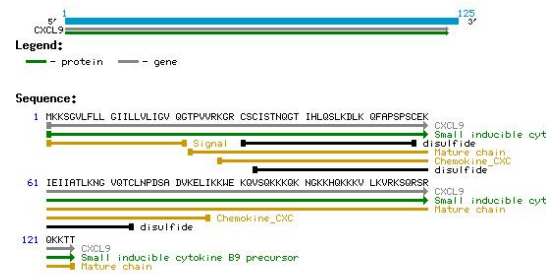 1 125
5' 3'
CXCL9
Legend:
- protein - gene
Sequence:
1 MKKSGVLFLL GIILLVLIGV QGTPVVRKGR CSCISTNQGT IHLQSLKDLK QFAPSPSCEK
CXCL9
Small inducible cyt
Signal disulfide
Mature chain
Chemokine_CXC
disulfide
61 IEIIATLKNG VQTCLNPDSA DVKELIKKWE KQVSQKKKQK NGKKHQKKKV LKVRKSQRSR
CXCL9
Small inducible cyt
Mature chain
Chemokine_CXC
disulfide
121 QKKTT
CXCL9
Small inducible cytokine B9 precursor
Mature chain